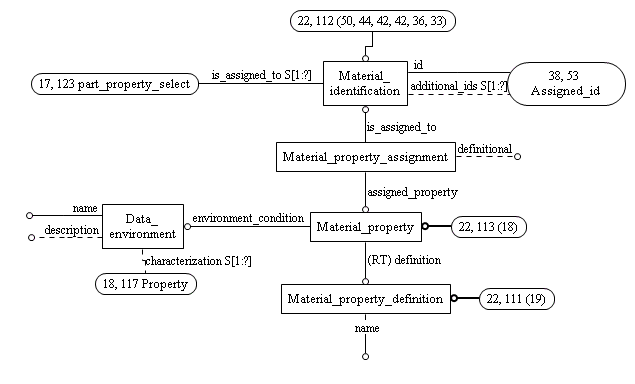 22, 112 (50, 44, 42, 42, 36, 33)
is_assigned_to S[1:?]
id
17, 123 part_property_select
Material_
identification
additional_ids S[1:?]
38, 53
Assigned_id
is_assigned_to
Material_property_assignment
definitional
assigned_property
name
Data_
environment
environment_condition
Material_property
22, 113 (18)
description
characterization S[1:?]
(RT) definition
18, 117 Property
Material_property_definition
22, 111 (19)
name